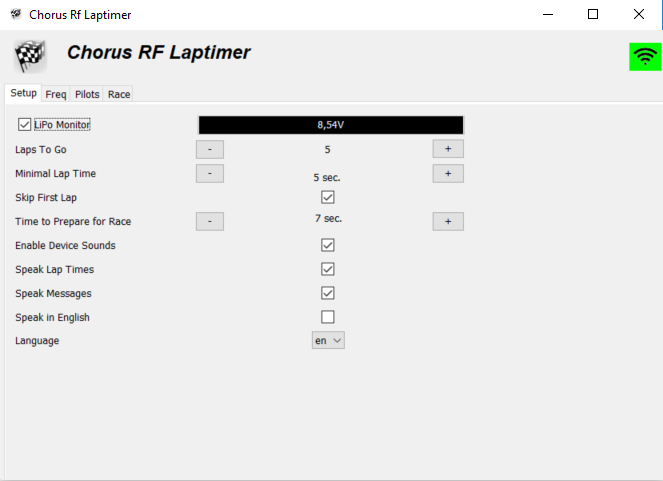 Chorus Rf Laptimer
Chorus RF Laptimer
Setup Freq Pilots Race
LiPo Monitor 8,54V
Laps To Go - 5 +
Minimal Lap Time - 5 sec. +
Skip First Lap
Time to Prepare for Race - 7 sec. +
Enable Device Sounds
Speak Lap Times
Speak Messages
Speak in English
Language en